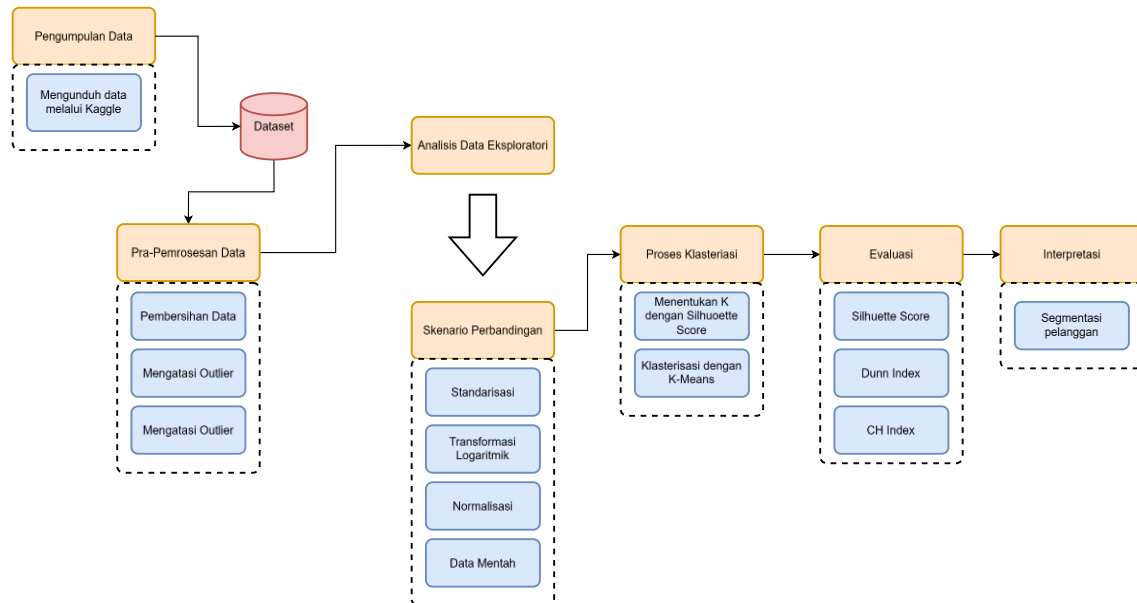 Pengumpulan Data
Mengunduh data
melalui Kaggle
Dataset
Pra-Pemrosesan Data
Pembersihan Data
Mengatasi Outlier
Mengatasi Outlier
Analisis Data Eksploratori
Skenario Perbandingan
Standarisasi
Transformasi
Logaritmik
Normalisasi
Data Mentah
Proses Klasteriasi
Menentukan K
dengan Silhuoette
Score
Klasterisasi dengan
K-Means
Evaluasi
Silhuette Score
Dunn Index
CH Index
Interpretasi
Segmentasi
pelanggan